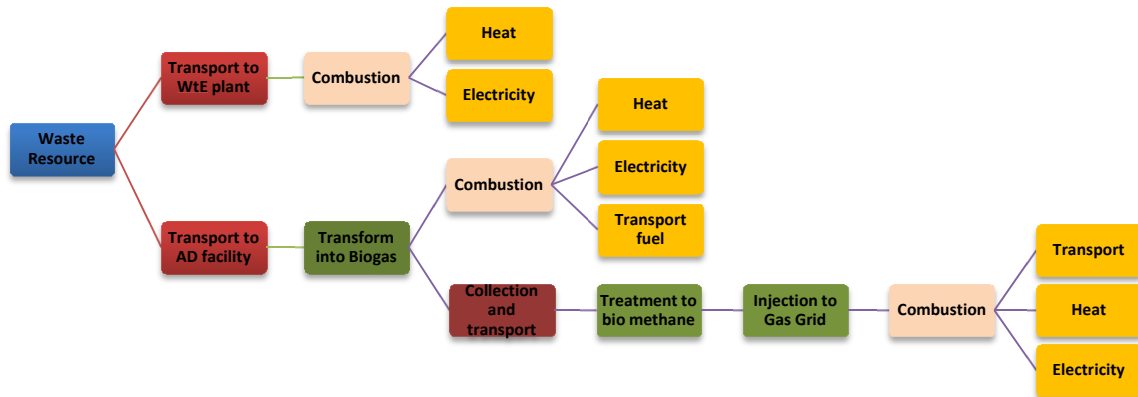 Waste
Resource
Transport to
WtE plant
Combustion
Heat
Electricity
Transport to
AD facility
Transform
into Biogas
Combustion
Heat
Electricity
Transport
fuel
Collection
and
transport
Treatment to
bio methane
Injection to
Gas Grid
Combustion
Transport
Heat
Electricity